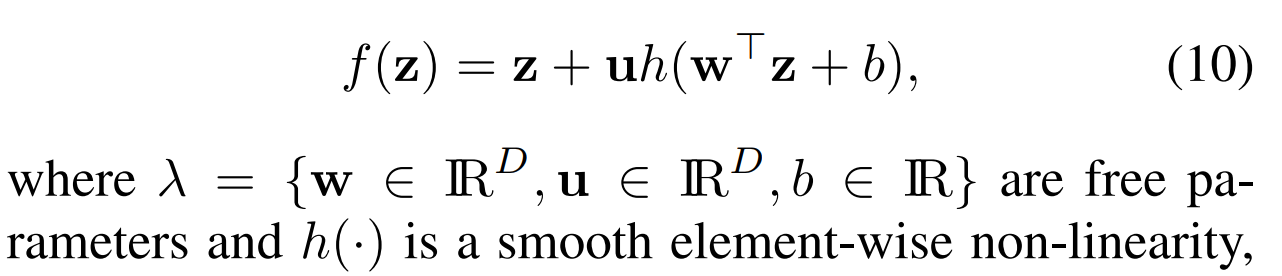 f(z) = z + uh(w⊤z + b), (10)
where λ = {w ∈ IR^D, u ∈ IR^D, b ∈ IR} are free pa-
rameters and h(·) is a smooth element-wise non-linearity,